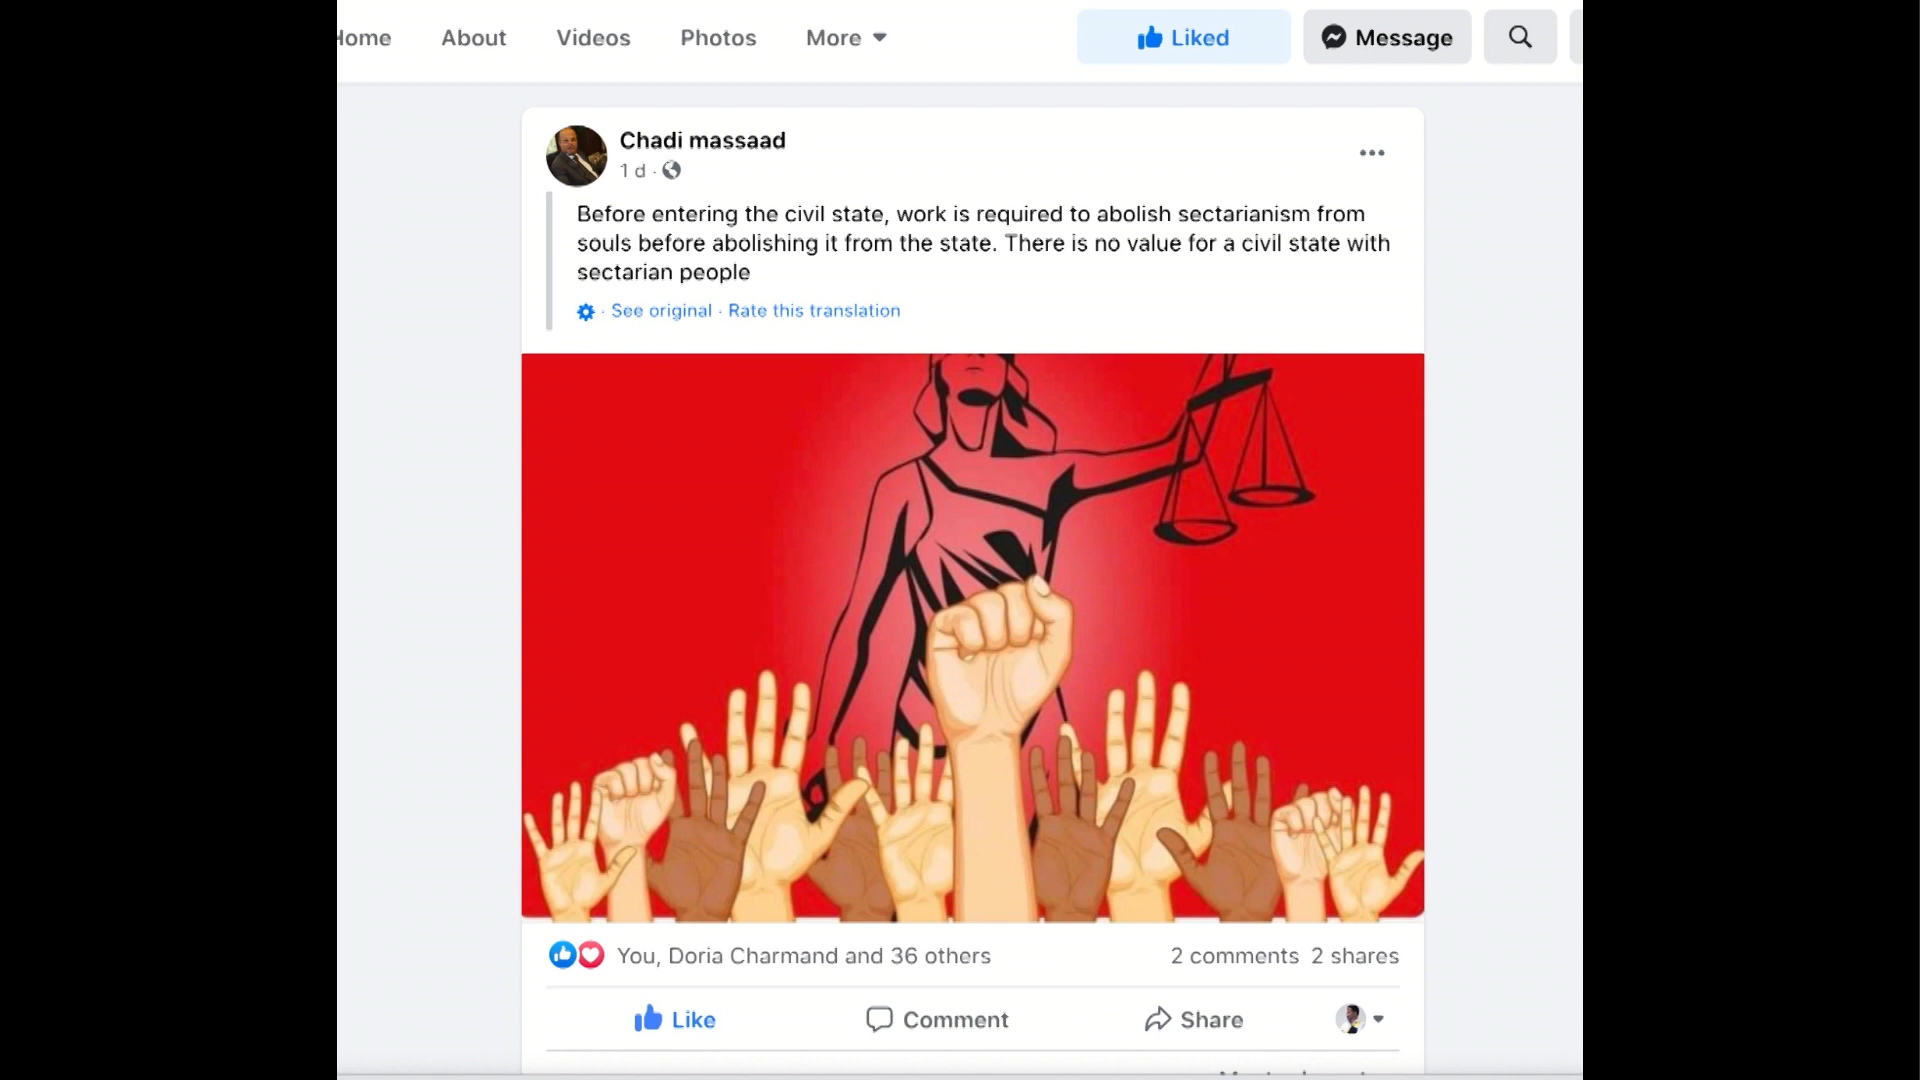 Home About Videos Photos More Liked Message
Chadi massaad
1 d ·
Before entering the civil state, work is required to abolish sectarianism from
souls before abolishing it from the state. There is no value for a civil state with
sectarian people
· See original · Rate this translation
You, Doria Charmand and 36 others 2 comments 2 shares
Like Comment Share